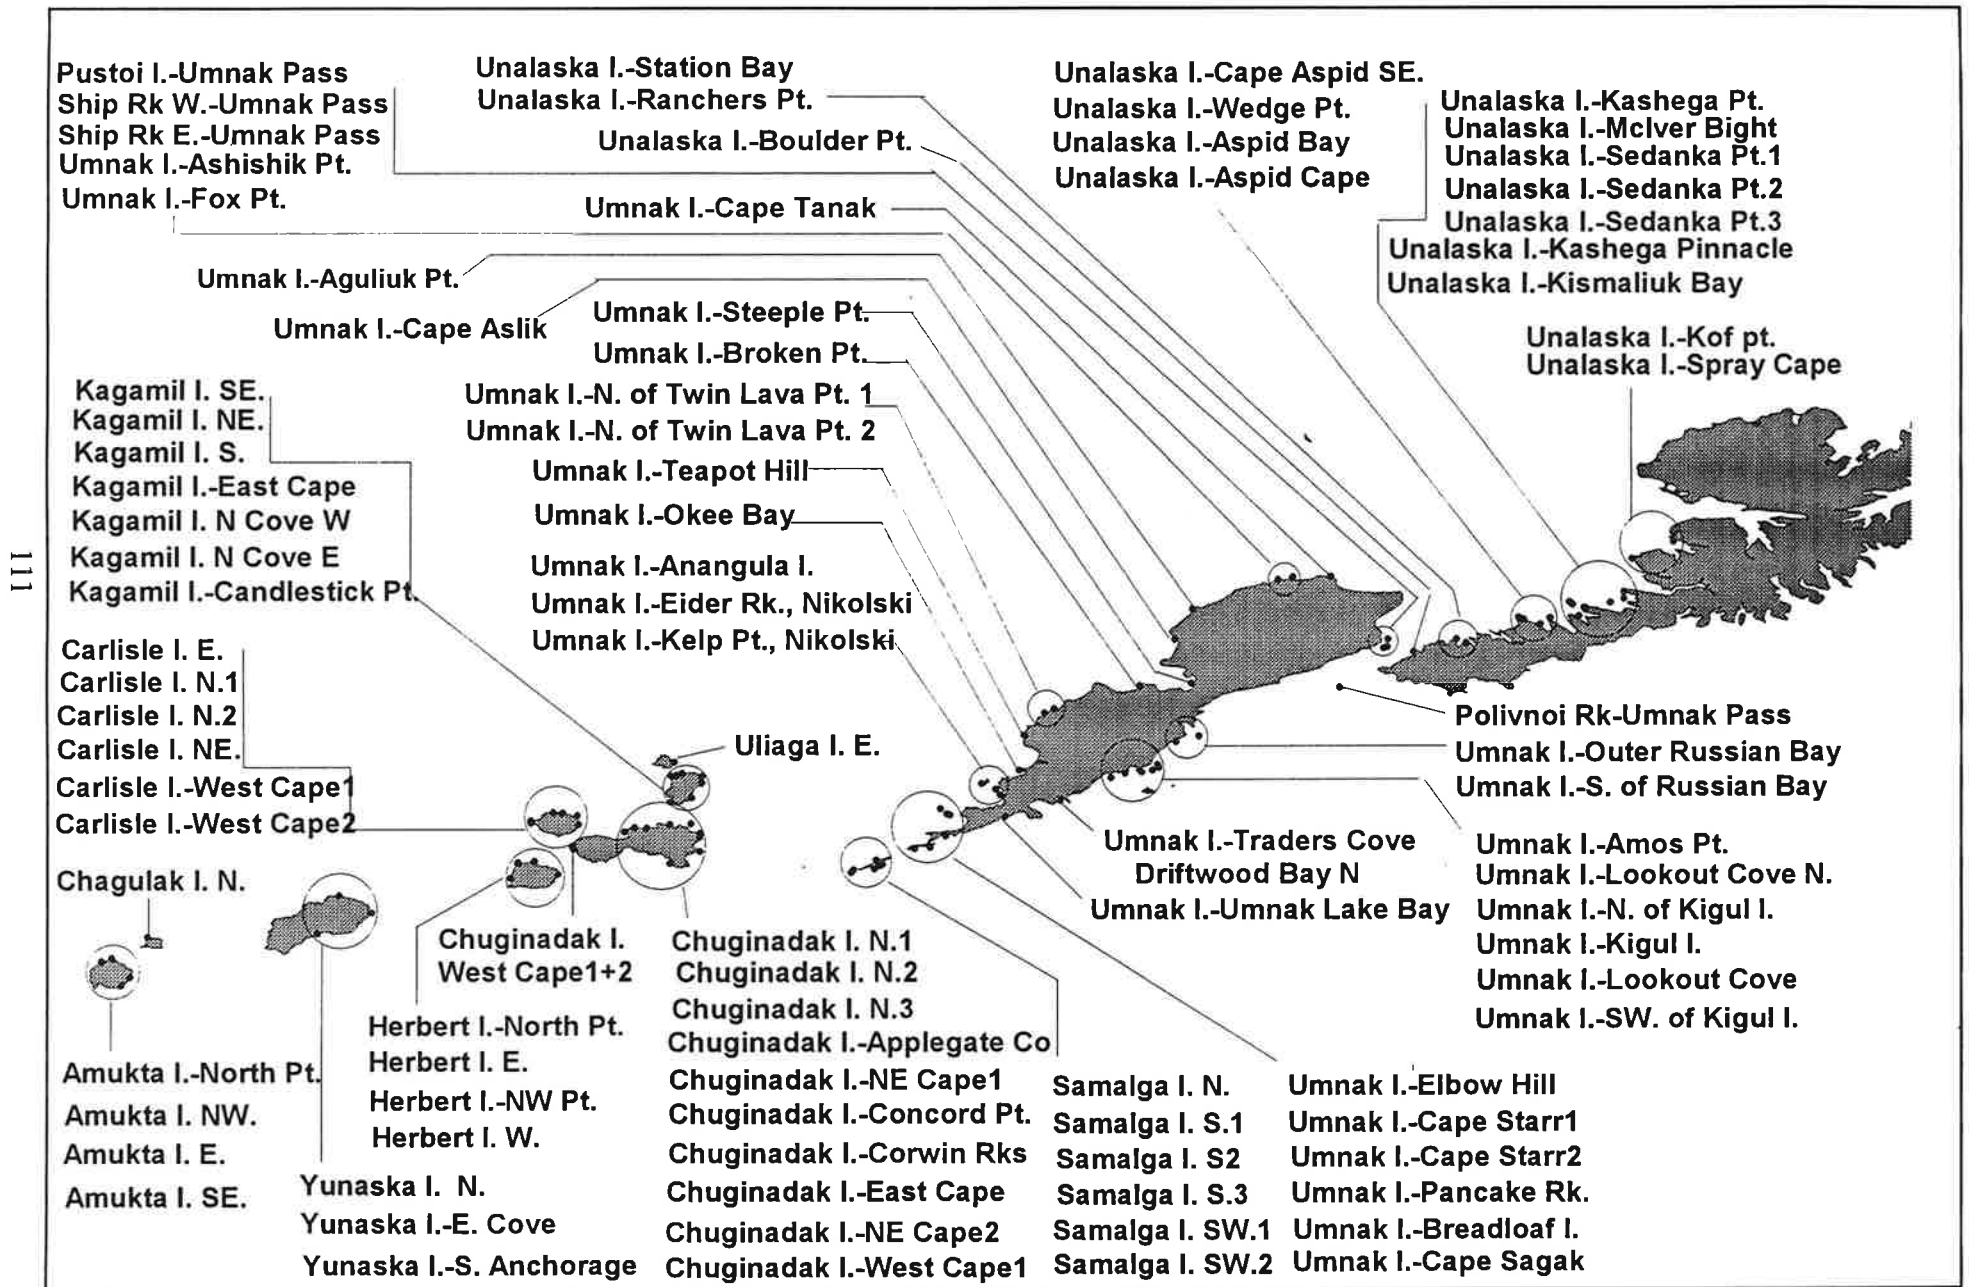 Pustoi I.-Umnak Pass
Ship Rk W.-Umnak Pass
Ship Rk E.-Umnak Pass
Umnak I.-Ashishik Pt.
Umnak I.-Fox Pt.
Unalaska I.-Station Bay
Unalaska I.-Ranchers Pt.
Unalaska I.-Boulder Pt.
Umnak I.-Cape Tanak
Unalaska I.-Cape Aspid SE.
Unalaska I.-Wedge Pt.
Unalaska I.-Aspid Bay
Unalaska I.-Aspid Cape
Unalaska I.-Kashega Pt.
Unalaska I.-McIver Bight
Unalaska I.-Sedanka Pt.1
Unalaska I.-Sedanka Pt.2
Unalaska I.-Sedanka Pt.3
Unalaska I.-Kashega Pinnacle
Unalaska I.-Kismaliuk Bay
Unalaska I.-Kof pt.
Unalaska I.-Spray Cape
Umnak I.-Aguliuk Pt.
Umnak I.-Cape Aslik
Umnak I.-Steeple Pt.
Umnak I.-Broken Pt.
Umnak I.-N. of Twin Lava Pt. 1
Umnak I.-N. of Twin Lava Pt. 2
Umnak I.-Teapot Hill
Umnak I.-Okee Bay
Umnak I.-Anangula I.
Umnak I.-Eider Rk., Nikolski
Umnak I.-Kelp Pt., Nikolski
Kagamil I. SE.
Kagamil I. NE.
Kagamil I. S.
Kagamil I.-East Cape
Kagamil I. N Cove W
Kagamil I. N Cove E
Kagamil I.-Candlestick Pt.
111
Carlisle I. E.
Carlisle I. N.1
Carlisle I. N.2
Carlisle I. NE.
Carlisle I.-West Cape1
Carlisle I.-West Cape2
Uliaga I. E.
Chagulak I. N.
Polivnoi Rk-Umnak Pass
Umnak I.-Outer Russian Bay
Umnak I.-S. of Russian Bay
Umnak I.-Traders Cove
Driftwood Bay N
Umnak I.-Umnak Lake Bay
Umnak I.-Amos Pt.
Umnak I.-Lookout Cove N.
Umnak I.-N. of Kigul I.
Umnak I.-Kigul I.
Umnak I.-Lookout Cove
Umnak I.-SW. of Kigul I.
Amukta I.-North Pt.
Amukta I. NW.
Amukta I. E.
Amukta I. SE.
Yunaska I. N.
Yunaska I.-E. Cove
Yunaska I.-S. Anchorage
Herbert I.-North Pt.
Herbert I. E.
Herbert I.-NW Pt.
Herbert I. W.
Chuginadak I.
West Cape1+2
Chuginadak I. N.1
Chuginadak I. N.2
Chuginadak I. N.3
Chuginadak I.-Applegate Co
Chuginadak I.-NE Cape1
Chuginadak I.-Concord Pt.
Chuginadak I.-Corwin Rks
Chuginadak I.-East Cape
Chuginadak I.-NE Cape2
Chuginadak I.-West Cape1
Samalga I. N.
Samalga I. S.1
Samalga I. S2
Samalga I. S.3
Samalga I. SW.1
Samalga I. SW.2
Umnak I.-Elbow Hill
Umnak I.-Cape Starr1
Umnak I.-Cape Starr2
Umnak I.-Pancake Rk.
Umnak I.-Breadloaf I.
Umnak I.-Cape Sagak